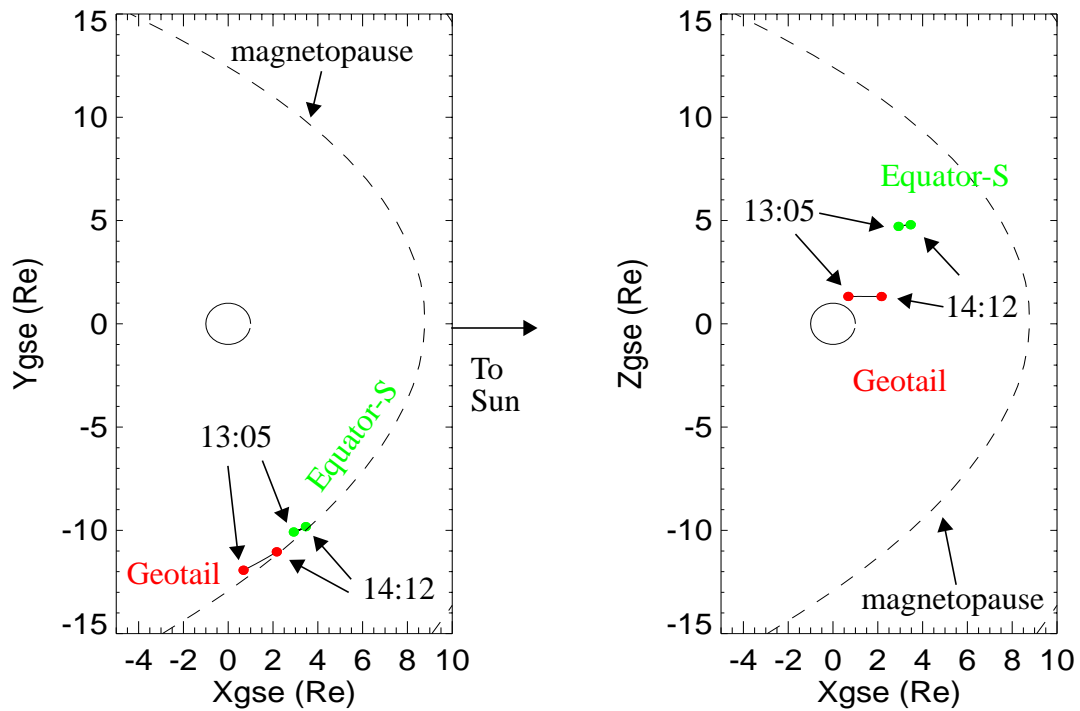 magnetopause
15
10
5
0
-5
-10
-15
Ygse (Re)
-4 -2 0 2 4 6 8 10
Xgse (Re)
13:05
Equator-S
Geotail
14:12
To
Sun
15
10
5
0
-5
-10
-15
Zgse (Re)
-4 -2 0 2 4 6 8 10
Xgse (Re)
Equator-S
13:05
14:12
Geotail
magnetopause